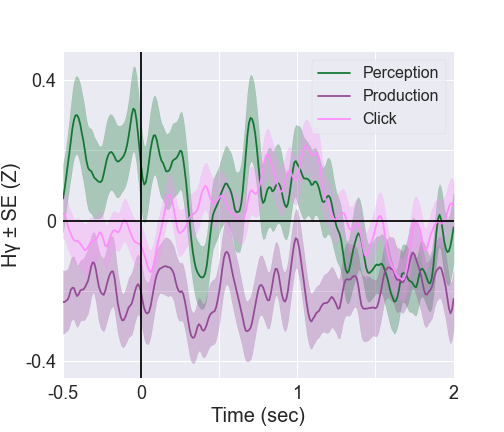 Perception
Production
Click
Hγ ± SE (Z)
0.4
0
-0.4
-0.5
0
1
2
Time (sec)